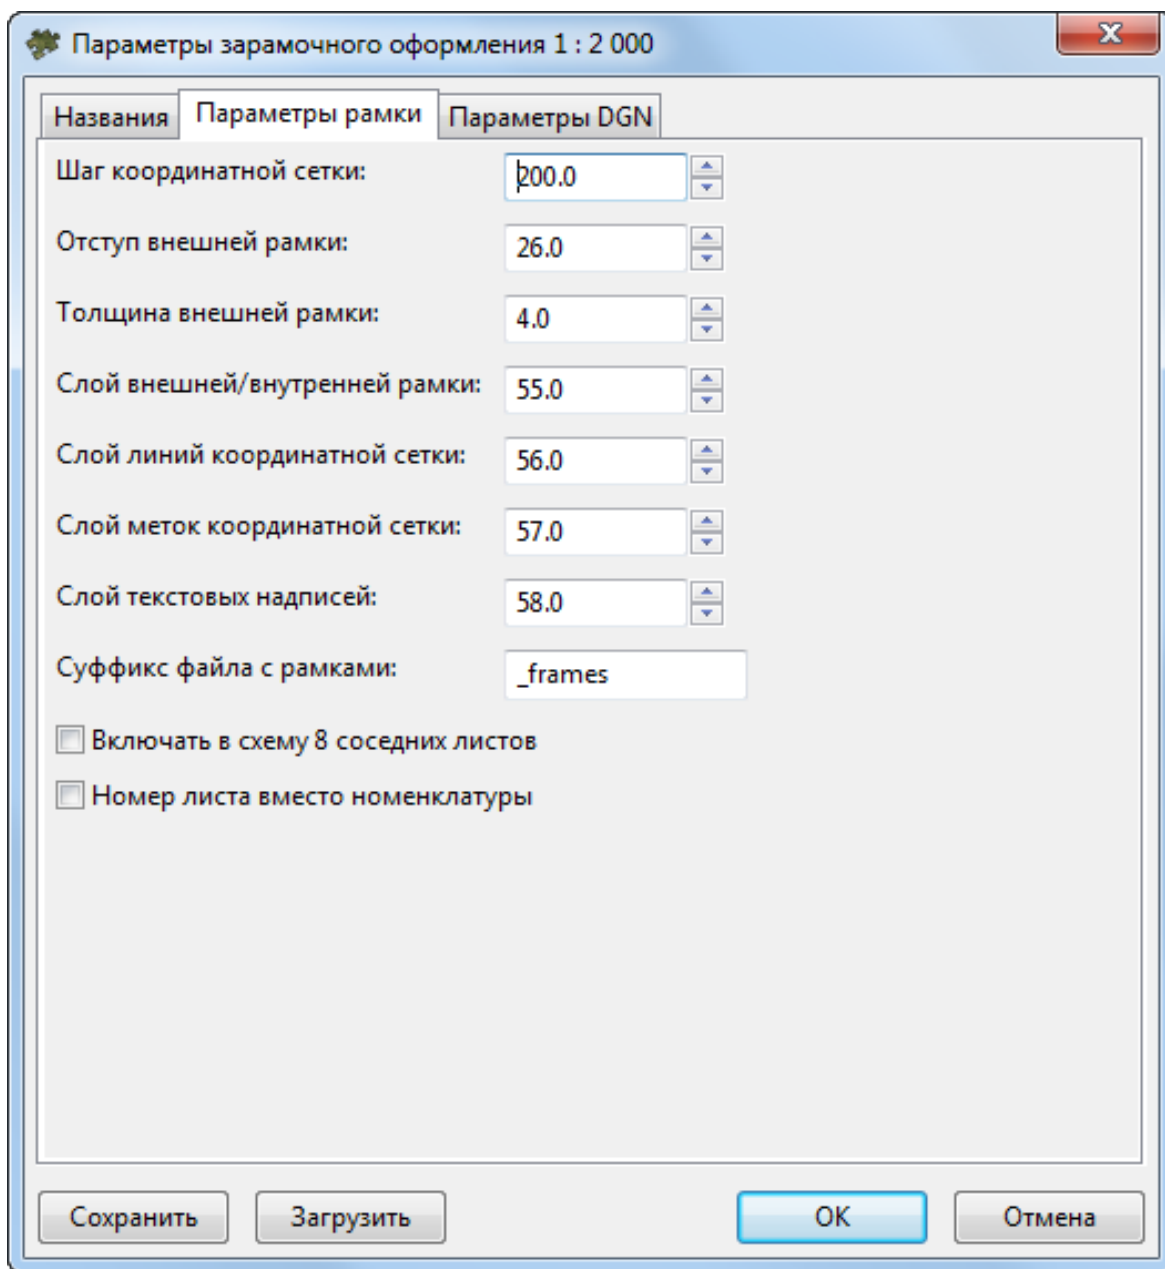 Параметры зарамочного оформления 1 : 2 000
Названия Параметры рамки Параметры DGN
Шаг координатной сетки: 200.0
Отступ внешней рамки: 26.0
Толщина внешней рамки: 4.0
Слой внешней/внутренней рамки: 55.0
Слой линий координатной сетки: 56.0
Слой меток координатной сетки: 57.0
Слой текстовых надписей: 58.0
Суффикс файла с рамками: _frames
Включать в схему 8 соседних листов
Номер листа вместо номенклатуры
Сохранить Загрузить ОК Отмена